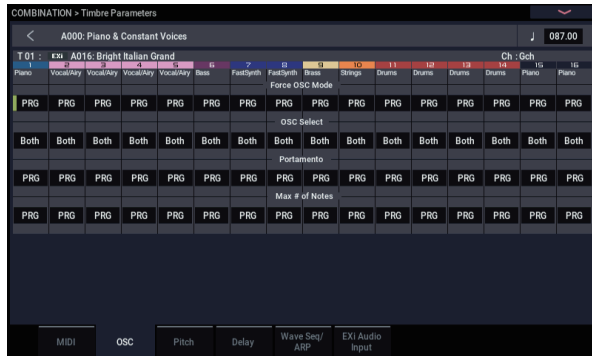 COMBINATION > Timbre Parameters
A000: Piano & Constant Voices
♩ 087.00
T 01 : EXi A016: Bright Italian Grand Ch : Gch
1 2 3 4 5 6 7 8 9 10 11 12 13 14 15 16
Piano Vocal/Airy Vocal/Airy Vocal/Airy Vocal/Airy Bass FastSynth FastSynth Brass Strings Drums Drums Drums Drums Piano Piano
Force OSC Mode
PRG PRG PRG PRG PRG PRG PRG PRG PRG PRG PRG PRG PRG PRG PRG PRG
OSC Select
Both Both Both Both Both Both Both Both Both Both Both Both Both Both Both Both
Portamento
PRG PRG PRG PRG PRG PRG PRG PRG PRG PRG PRG PRG PRG PRG PRG PRG
Max # of Notes
PRG PRG PRG PRG PRG PRG PRG PRG PRG PRG PRG PRG PRG PRG PRG PRG
MIDI OSC Pitch Delay Wave Seq/ EXi Audio
ARP Input